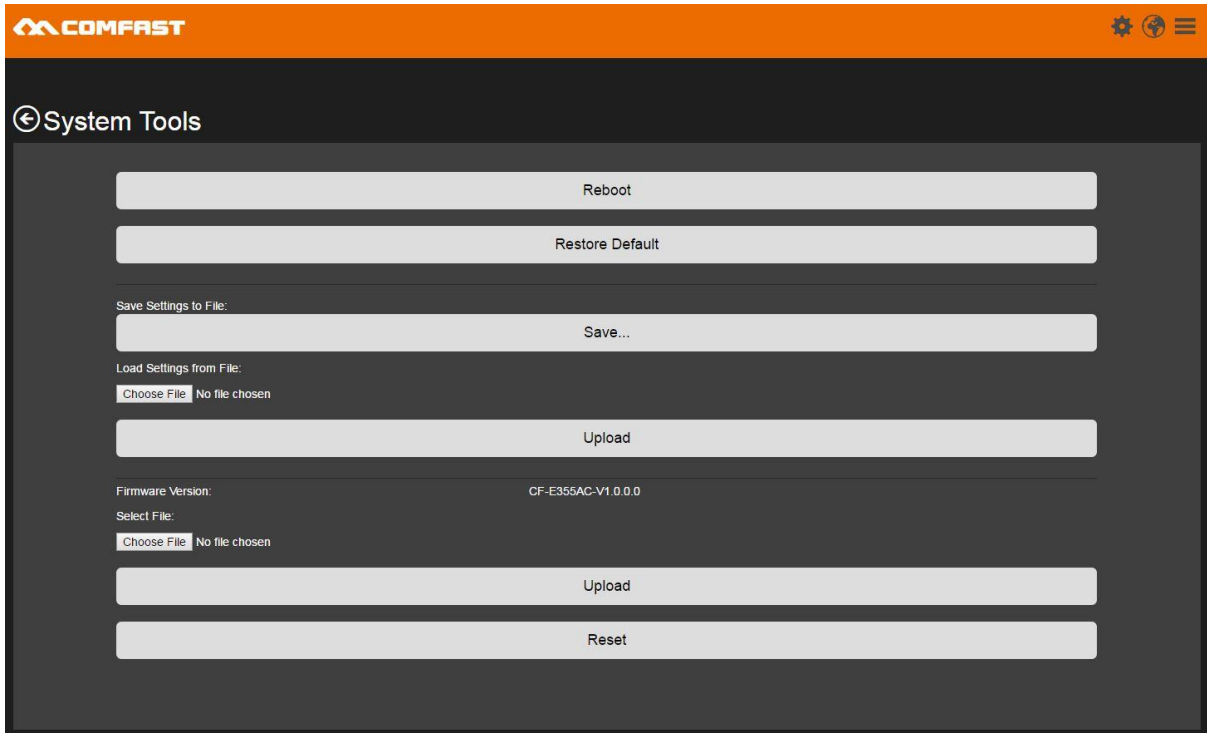 COMFAST
System Tools
Reboot
Restore Default
Save Settings to File:
Save...
Load Settings from File:
Choose File No file chosen
Upload
Firmware Version: CF-E355AC-V1.0.0.0
Select File:
Choose File No file chosen
Upload
Reset